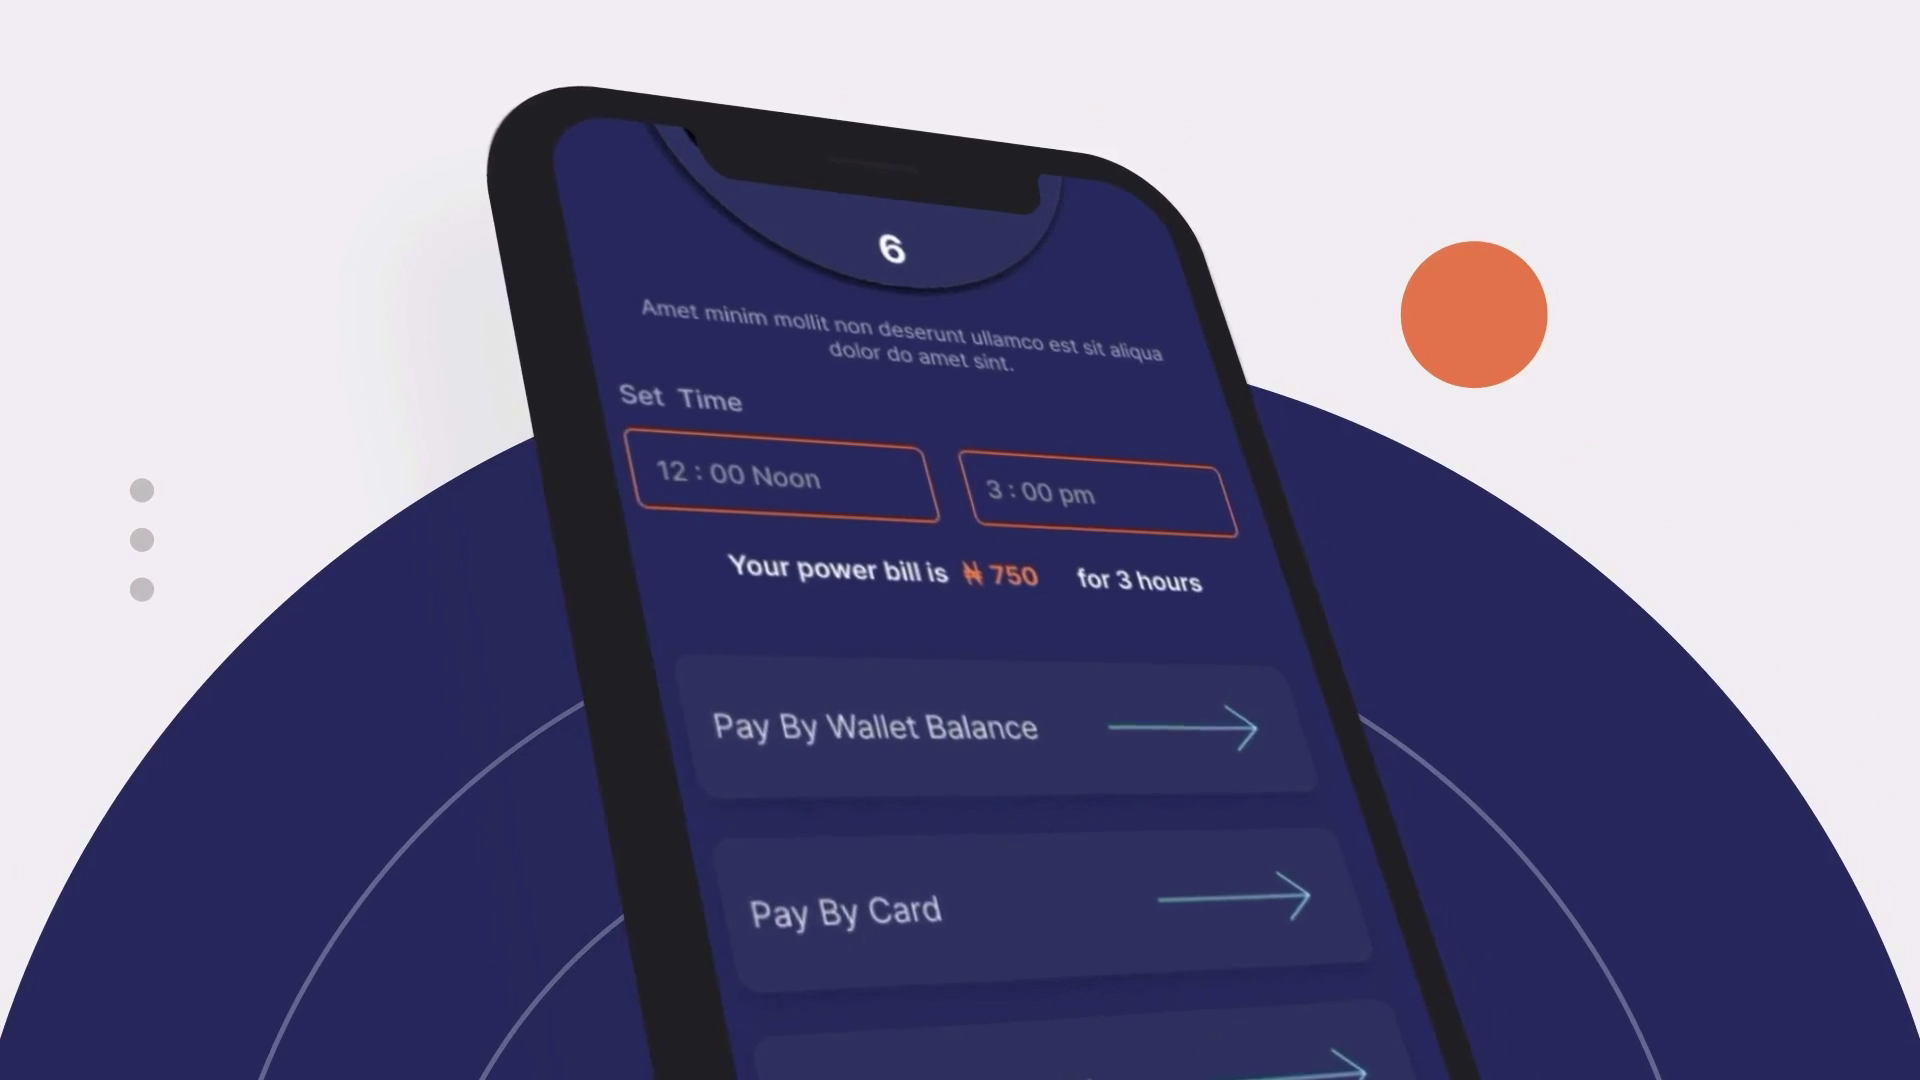 6
Amet minim mollit non deserunt ullamco est sit aliqua
dolor do amet sint.
Set Time
12 : 00 Noon
3 : 00 pm
Your power bill is ₦ 750 for 3 hours
Pay By Wallet Balance
Pay By Card